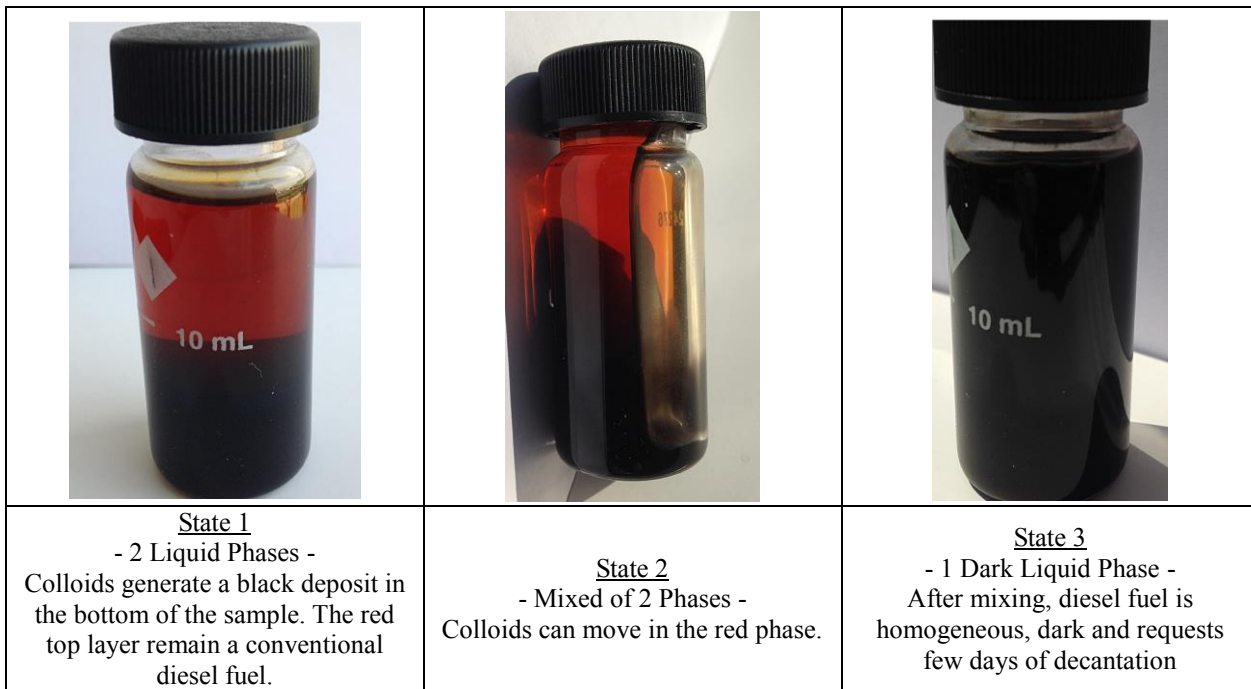 10 mL
10 mL
State 1
- 2 Liquid Phases -
Colloids generate a black deposit in
the bottom of the sample. The red
top layer remain a conventional
diesel fuel.
State 2
- Mixed of 2 Phases -
Colloids can move in the red phase.
State 3
- 1 Dark Liquid Phase -
After mixing, diesel fuel is
homogeneous, dark and requests
few days of decantation